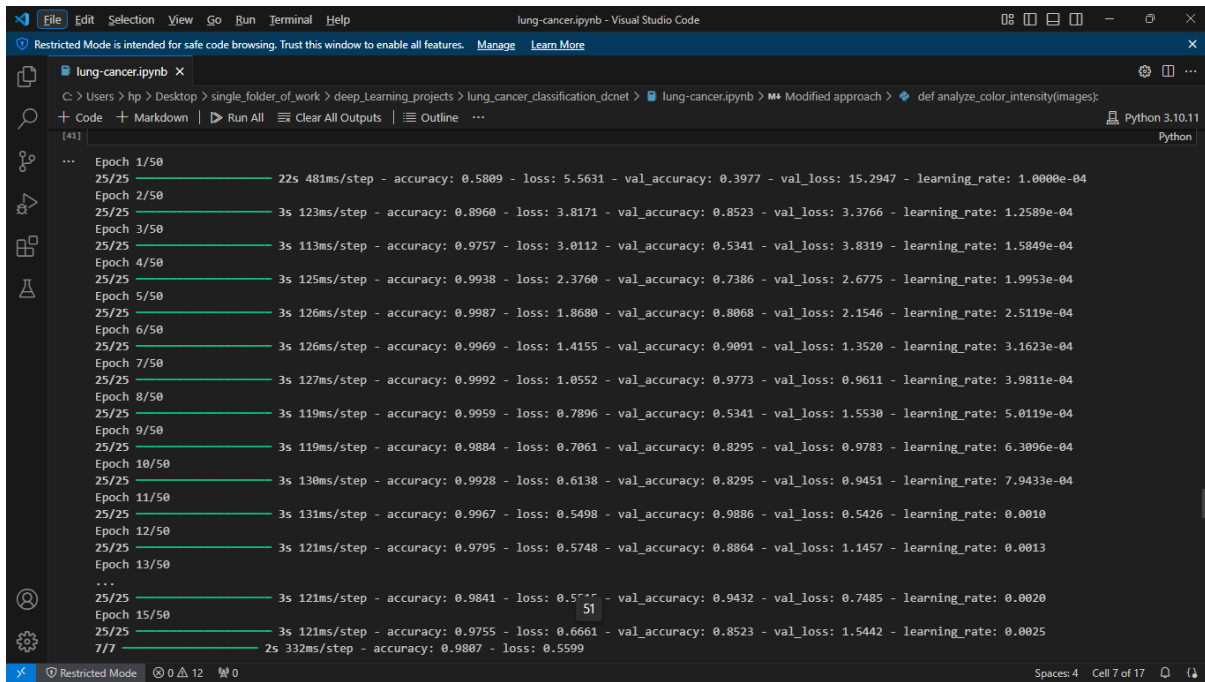 File Edit Selection View Go Run Terminal Help lung-cancer.ipynb - Visual Studio Code
Restricted Mode is intended for safe code browsing. Trust this window to enable all features. Manage Learn More
lung-cancer.ipynb
C: > Users > hp > Desktop > single_folder_of_work > deep_Learning_projects > lung_cancer_classification_dcnet > lung-cancer.ipynb > M+ Modified approach > def analyze_color_intensity(images):
+ Code + Markdown | Run All Clear All Outputs | Outline ... Python 3.10.11
[41] Python
... Epoch 1/50
25/25 22s 481ms/step - accuracy: 0.5809 - loss: 5.5631 - val_accuracy: 0.3977 - val_loss: 15.2947 - learning_rate: 1.0000e-04
Epoch 2/50
25/25 3s 123ms/step - accuracy: 0.8960 - loss: 3.8171 - val_accuracy: 0.8523 - val_loss: 3.3766 - learning_rate: 1.2589e-04
Epoch 3/50
25/25 3s 113ms/step - accuracy: 0.9757 - loss: 3.0112 - val_accuracy: 0.5341 - val_loss: 3.8319 - learning_rate: 1.5849e-04
Epoch 4/50
25/25 3s 125ms/step - accuracy: 0.9938 - loss: 2.3760 - val_accuracy: 0.7386 - val_loss: 2.6775 - learning_rate: 1.9953e-04
Epoch 5/50
25/25 3s 126ms/step - accuracy: 0.9987 - loss: 1.8680 - val_accuracy: 0.8068 - val_loss: 2.1546 - learning_rate: 2.5119e-04
Epoch 6/50
25/25 3s 126ms/step - accuracy: 0.9969 - loss: 1.4155 - val_accuracy: 0.9091 - val_loss: 1.3520 - learning_rate: 3.1623e-04
Epoch 7/50
25/25 3s 127ms/step - accuracy: 0.9992 - loss: 1.0552 - val_accuracy: 0.9773 - val_loss: 0.9611 - learning_rate: 3.9811e-04
Epoch 8/50
25/25 3s 119ms/step - accuracy: 0.9959 - loss: 0.7896 - val_accuracy: 0.5341 - val_loss: 1.5530 - learning_rate: 5.0119e-04
Epoch 9/50
25/25 3s 119ms/step - accuracy: 0.9884 - loss: 0.7061 - val_accuracy: 0.8295 - val_loss: 0.9783 - learning_rate: 6.3096e-04
Epoch 10/50
25/25 3s 130ms/step - accuracy: 0.9928 - loss: 0.6138 - val_accuracy: 0.8295 - val_loss: 0.9451 - learning_rate: 7.9433e-04
Epoch 11/50
25/25 3s 131ms/step - accuracy: 0.9967 - loss: 0.5498 - val_accuracy: 0.9886 - val_loss: 0.5426 - learning_rate: 0.0010
Epoch 12/50
25/25 3s 121ms/step - accuracy: 0.9795 - loss: 0.5748 - val_accuracy: 0.8864 - val_loss: 1.1457 - learning_rate: 0.0013
Epoch 13/50
...
25/25 3s 121ms/step - accuracy: 0.9841 - loss: - val_accuracy: 0.9432 - val_loss: 0.7485 - learning_rate: 0.0020
51
Epoch 15/50
25/25 3s 121ms/step - accuracy: 0.9755 - loss: 0.6661 - val_accuracy: 0.8523 - val_loss: 1.5442 - learning_rate: 0.0025
7/7 2s 332ms/step - accuracy: 0.9807 - loss: 0.5599
Restricted Mode 0 12 0 Spaces: 4 Cell 7 of 17